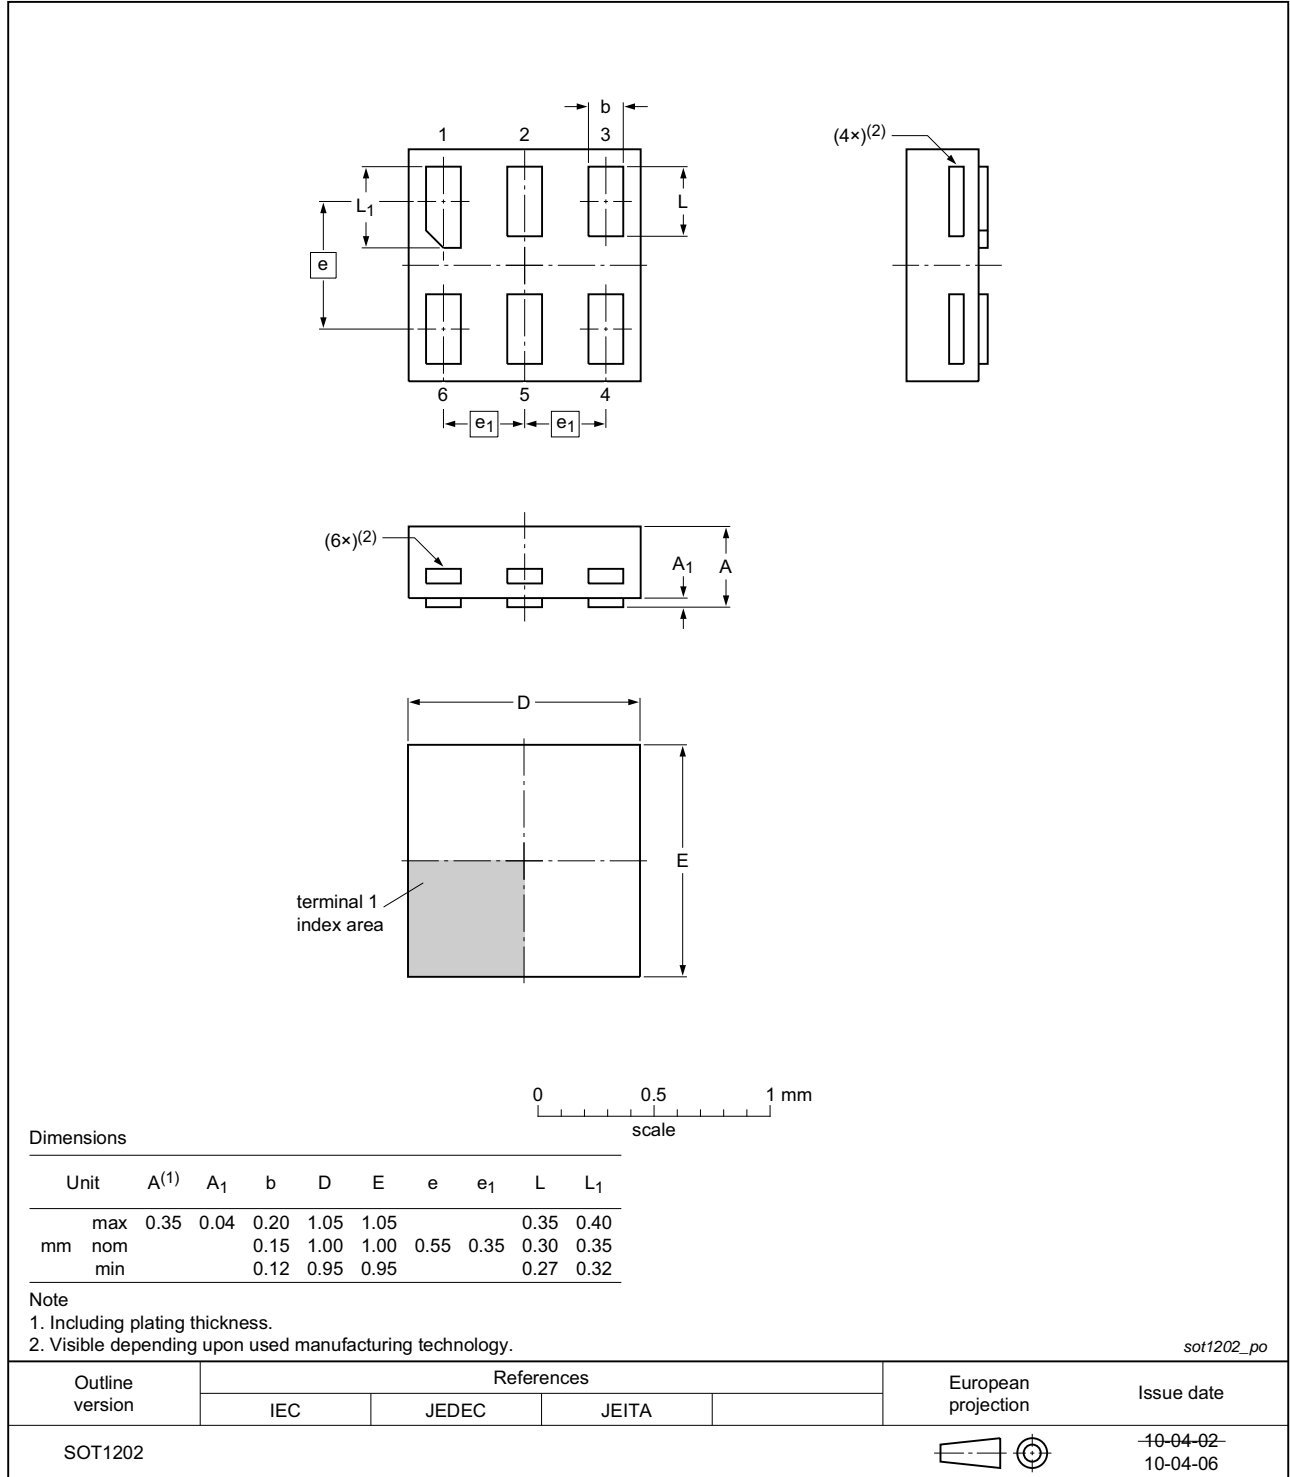 b
1 2 3
(4×)(2)
L1
L
e
6 5 4
e1 e1
(6×)(2)
A1 A
D
E
terminal 1
index area
0 0.5 1 mm
scale
Dimensions
Unit A(1) A1 b D E e e1 L L1
max 0.35 0.04 0.20 1.05 1.05 0.35 0.40
mm nom 0.15 1.00 1.00 0.55 0.35 0.30 0.35
min 0.12 0.95 0.95 0.27 0.32
Note
1. Including plating thickness.
2. Visible depending upon used manufacturing technology.
sot1202_po
Outline
version
References
IEC JEDEC JEITA
European
projection
Issue date
SOT1202
10-04-02
10-04-06